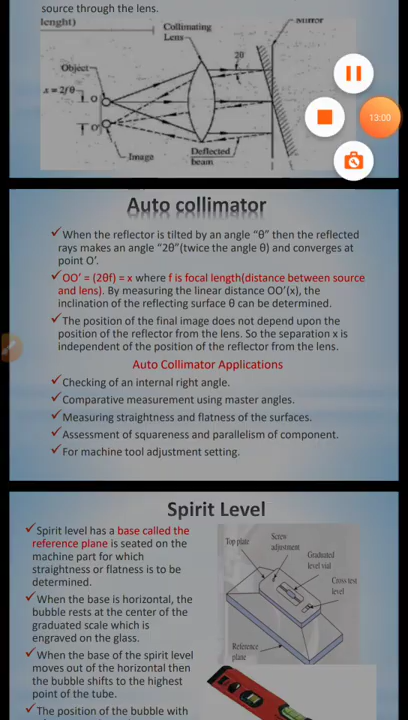 source through the lens.
lenght)
Collimating
Lens
Mirror
Object
2θ
x = 2fθ
O
O'
Image
Deflected
beam
13:00
Auto collimator
✓When the reflector is tilted by an angle “θ” then the reflected
rays makes an angle “2θ”(twice the angle θ) and converges at
point O’.
✓OO’ = (2θf) = x where f is focal length(distance between source
and lens). By measuring the linear distance OO’(x), the
inclination of the reflecting surface θ can be determined.
✓The position of the final image does not depend upon the
position of the reflector from the lens. So the separation x is
independent of the position of the reflector from the lens.
Auto Collimator Applications
✓Checking of an internal right angle.
✓Comparative measurement using master angles.
✓Measuring straightness and flatness of the surfaces.
✓Assessment of squareness and parallelism of component.
✓For machine tool adjustment setting.
Spirit Level
✓Spirit level has a base called the
reference plane is seated on the
machine part for which
straightness or flatness is to be
determined.
✓When the base is horizontal, the
bubble rests at the center of the
graduated scale which is
engraved on the glass.
✓When the base of the spirit level
moves out of the horizontal then
the bubble shifts to the highest
point of the tube.
✓The position of the bubble with
Top plate
Screw
adjustment
Graduated
level vial
Cross test
level
Reference
plane